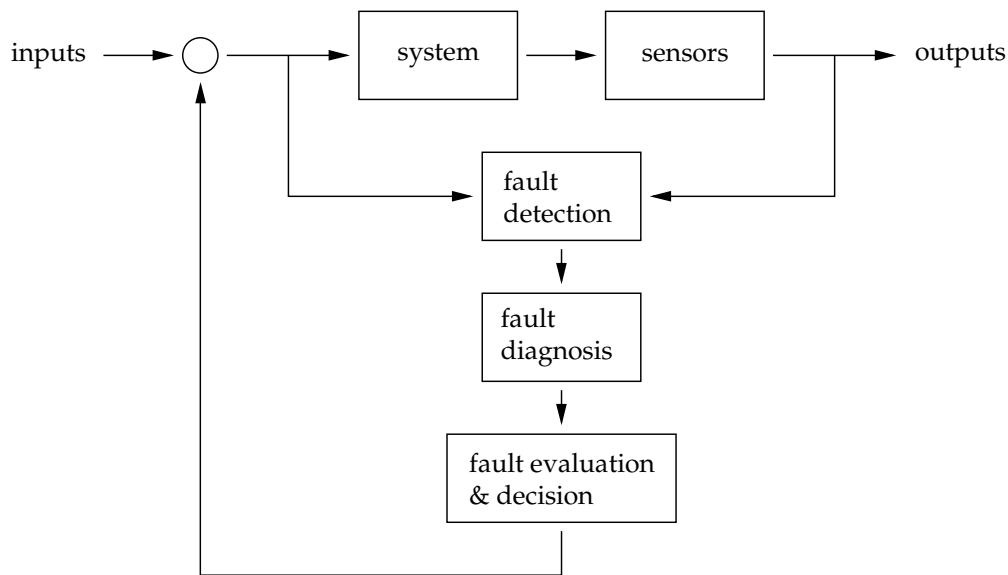 inputs
system
sensors
outputs
fault
detection
fault
diagnosis
fault evaluation
& decision